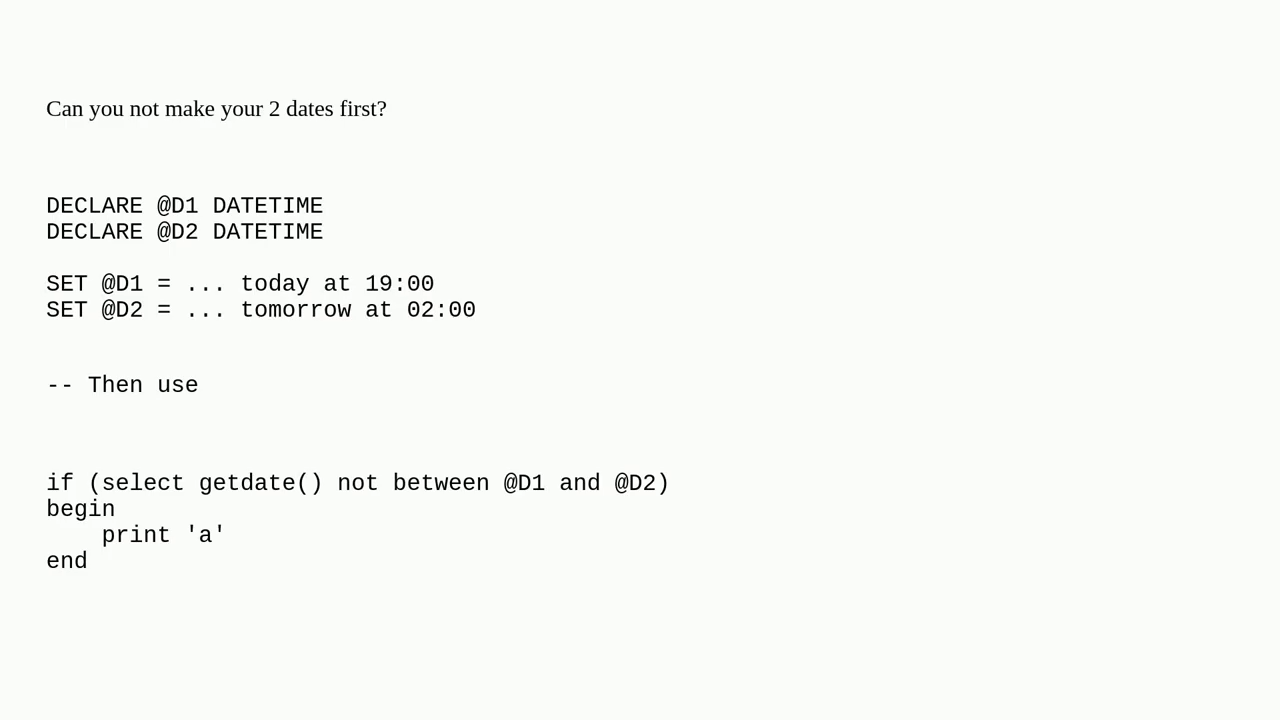 Can you not make your 2 dates first?
DECLARE @D1 DATETIME
DECLARE @D2 DATETIME
SET @D1 = ... today at 19:00
SET @D2 = ... tomorrow at 02:00
-- Then use
if (select getdate() not between @D1 and @D2)
begin
    print 'a'
end